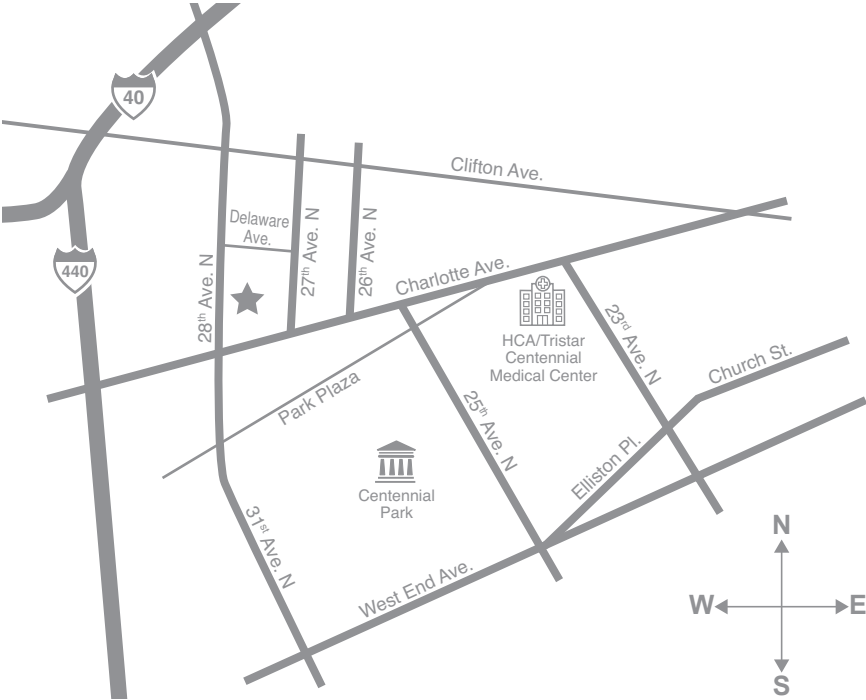 40
Clifton Ave.
Delaware
Ave.
28th Ave. N
27th Ave. N
26th Ave. N
440
Charlotte Ave.
HCA/Tristar
Centennial
Medical Center
23rd Ave. N
Church St.
Park Plaza
25th Ave. N
Elliston Pl.
Centennial
Park
31st Ave. N
West End Ave.
N
W
E
S